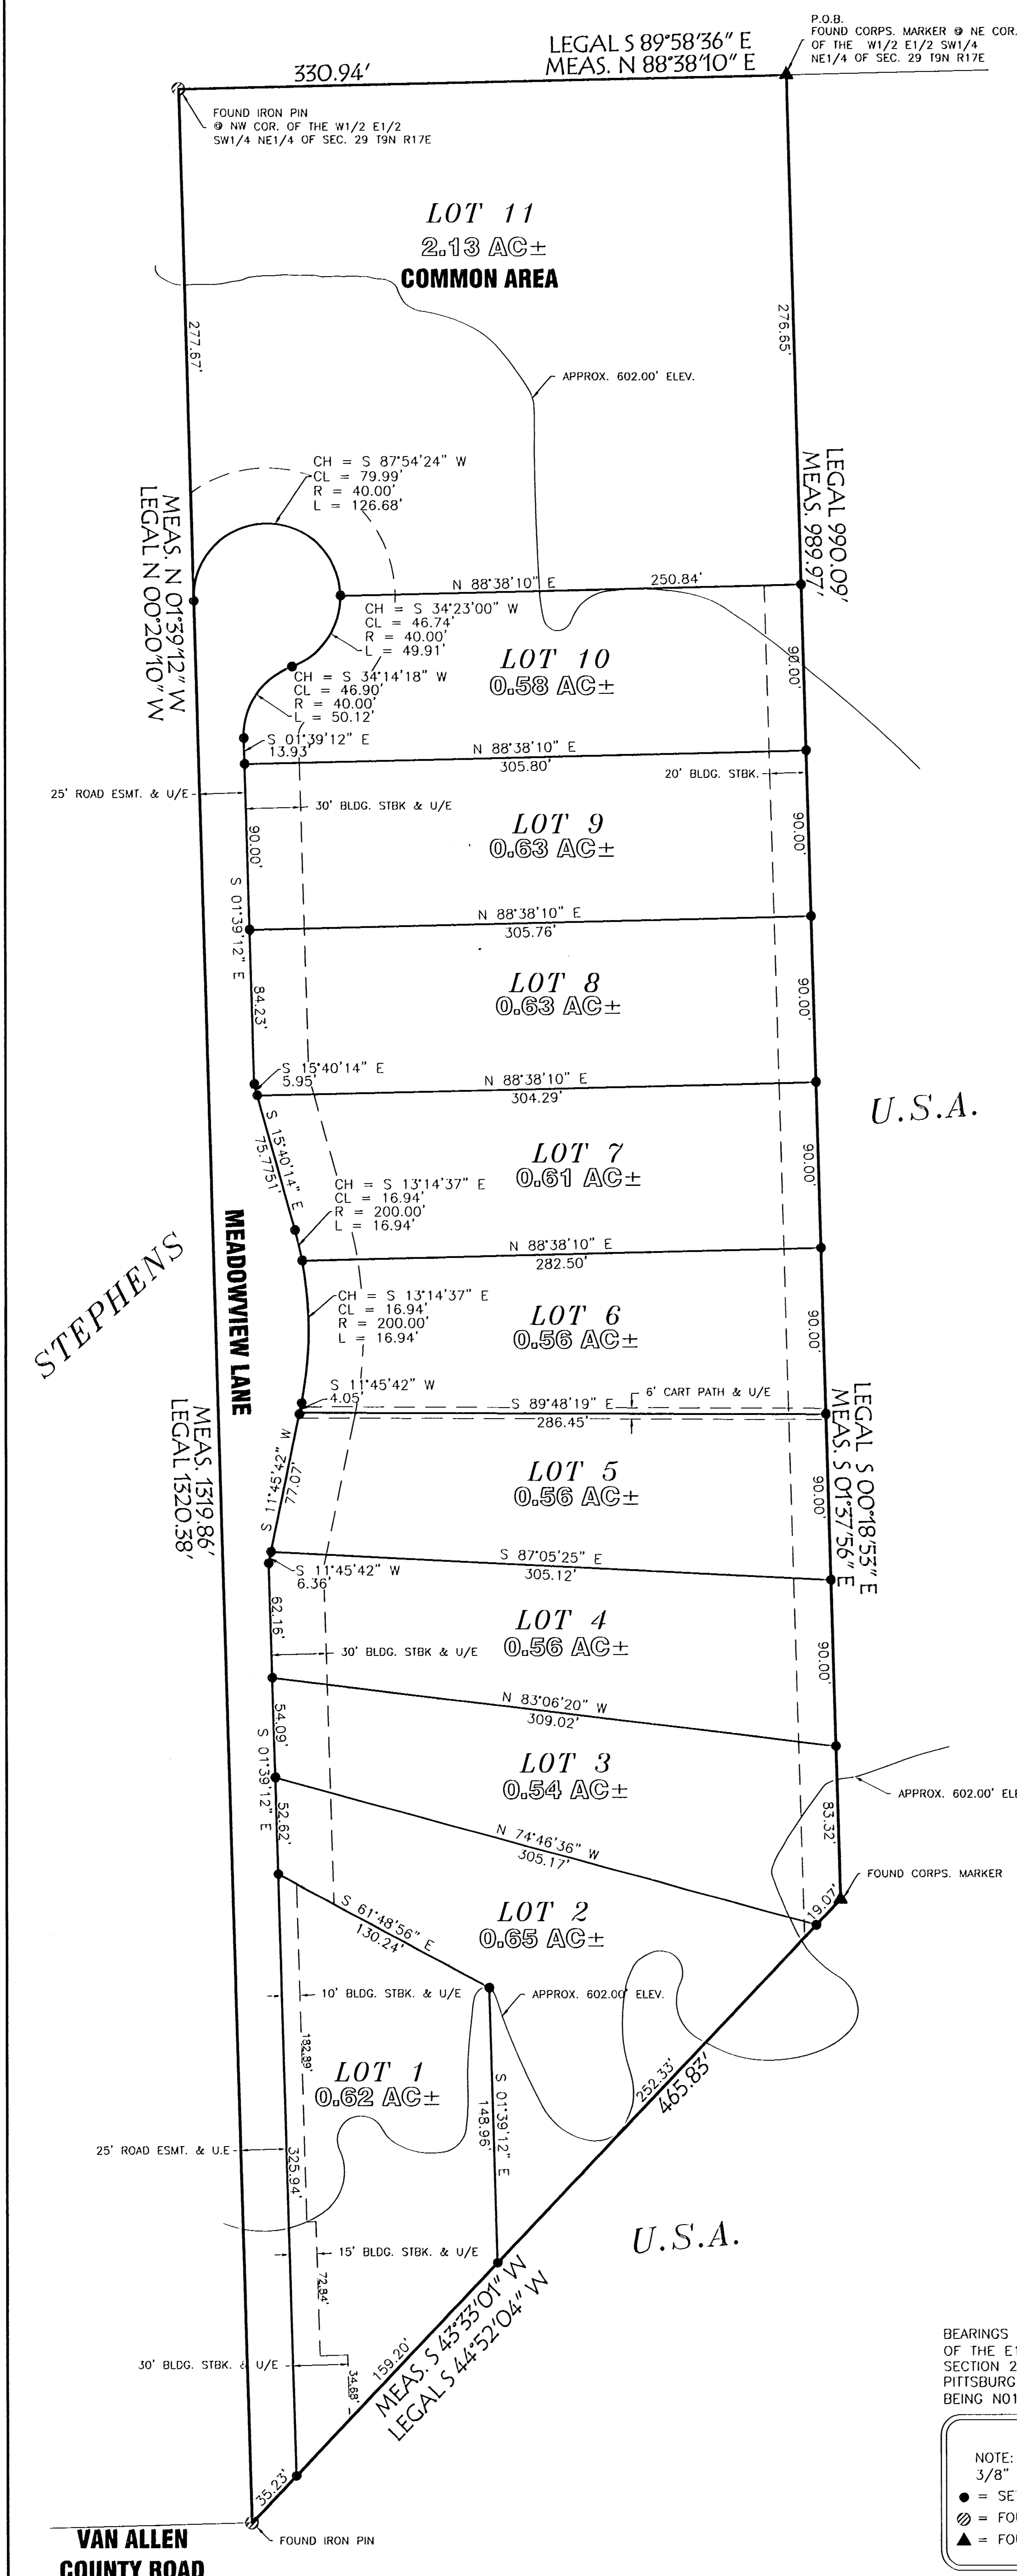 P.O.B.
FOUND CORPS. MARKER @ NE COR.
OF THE W1/2 E1/2 SW1/4
NE1/4 OF SEC. 29 T9N R17E
LEGAL S 89°58'36" E
MEAS. N 88°38'10" E
330.94'
FOUND IRON PIN
@ NW COR. OF THE W1/2 E1/2
SW1/4 NE1/4 OF SEC. 29 T9N R17E
LOT 11
2.13 AC±
COMMON AREA
277.67'
276.65'
APPROX. 602.00' ELEV.
CH = S 87°54'24" W
CL = 79.99'
R = 40.00'
L = 126.68'
MEAS. N 01°39'12" W
LEGAL N 00°20'10" W
LEGAL 990.09'
MEAS. 989.97'
N 88°38'10" E
250.84'
CH = S 34°23'00" W
CL = 46.74'
R = 40.00'
L = 49.91'
LOT 10
0.58 AC±
90.00'
CH = S 34°14'18" W
CL = 46.90'
R = 40.00'
L = 50.12'
S 01°39'12" E
13.93'
N 88°38'10" E
305.80'
20' BLDG. STBK.
25' ROAD ESMT. & U/E
30' BLDG. STBK & U/E
LOT 9
0.63 AC±
90.00'
90.00'
S 01°39'12" E
N 88°38'10" E
305.76'
LOT 8
0.63 AC±
84.23'
90.00'
S 15°40'14" E
5.95'
N 88°38'10" E
304.29'
U.S.A.
S 15°40'14" E
75.7751'
LOT 7
0.61 AC±
90.00'
CH = S 13°14'37" E
CL = 16.94'
R = 200.00'
L = 16.94'
N 88°38'10" E
282.50'
STEPHENS
MEADOWVIEW LANE
CH = S 13°14'37" E
CL = 16.94'
R = 200.00'
L = 16.94'
LOT 6
0.56 AC±
90.00'
S 11°45'42" W
4.05'
6' CART PATH & U/E
S 89°48'19" E
286.45'
MEAS. 1319.86'
LEGAL 1320.38'
LEGAL S 00°18'53" E
MEAS. S 01°37'56" E
S 11°45'42" W
77.07'
LOT 5
0.56 AC±
90.00'
S 87°05'25" E
305.12'
S 11°45'42" W
6.36'
62.16'
LOT 4
0.56 AC±
90.00'
30' BLDG. STBK & U/E
N 83°06'20" W
309.02'
54.09'
S 01°39'12" E
LOT 3
0.54 AC±
APPROX. 602.00' ELE
83.32'
52.62'
N 74°46'36" W
305.17'
FOUND CORPS. MARKER
19.07'
S 61°48'56" E
130.24'
LOT 2
0.65 AC±
10' BLDG. STBK. & U/E
APPROX. 602.00' ELEV.
182.89'
LOT 1
0.62 AC±
252.33'
465.83'
S 01°39'12" E
148.96'
25' ROAD ESMT. & U.E
325.94'
U.S.A.
15' BLDG. STBK. & U/E
72.84'
30' BLDG. STBK. & U/E
34.68'
159.20'
MEAS. S 43°33'01" W
LEGAL S 44°52'04" W
35.23'
FOUND IRON PIN
VAN ALLEN
COUNTY ROAD
BEARINGS
OF THE E1
SECTION 2
PITTSBURG
BEING N01
NOTE:
3/8"
= SE
= FOU
= FOU